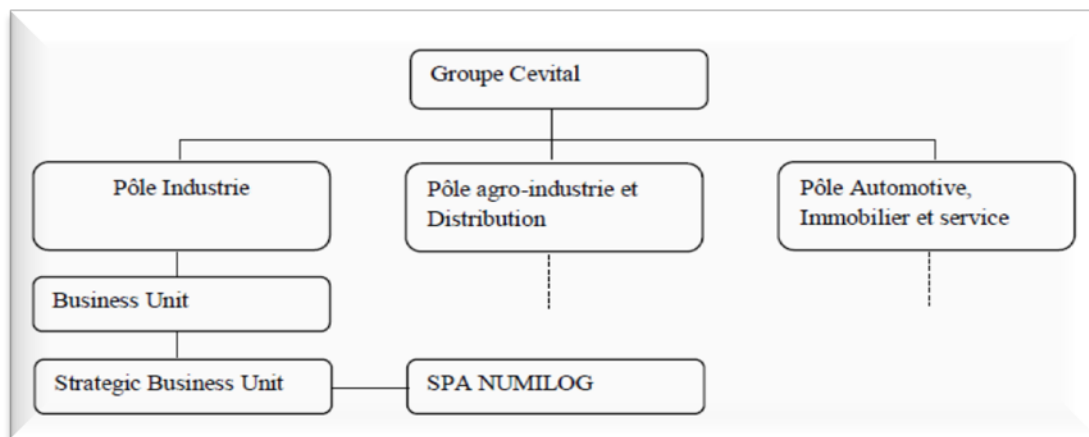 Groupe Cevital
Pôle Industrie
Pôle agro-industrie et
Distribution
Pôle Automotive,
Immobilier et service
Business Unit
Strategic Business Unit
SPA NUMILOG